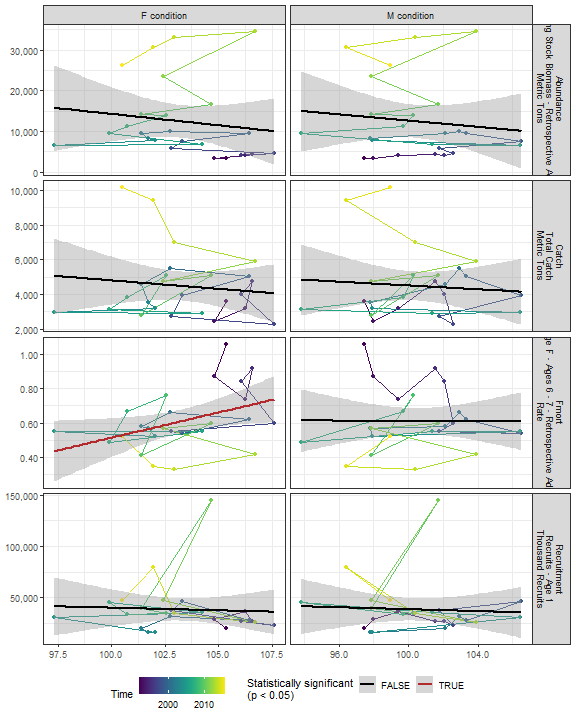 F condition
M condition
30,000
20,000
10,000
0
Abundance
Stock Biomass - Retrospective
Metric Tons
10,000
8,000
6,000
4,000
2,000
Catch
Total Catch
Metric Tons
1.00
0.80
0.60
0.40
Fmort
F - Ages 6 - 7 - Retrospective
Rate
150,000
100,000
50,000
Recruitment
Recruits - Age 1
Thousand Recruits
97.5 100.0 102.5 105.0 107.5
96.0 100.0 104.0
Time
2000 2010
Statistically significant
(p < 0.05)
FALSE TRUE